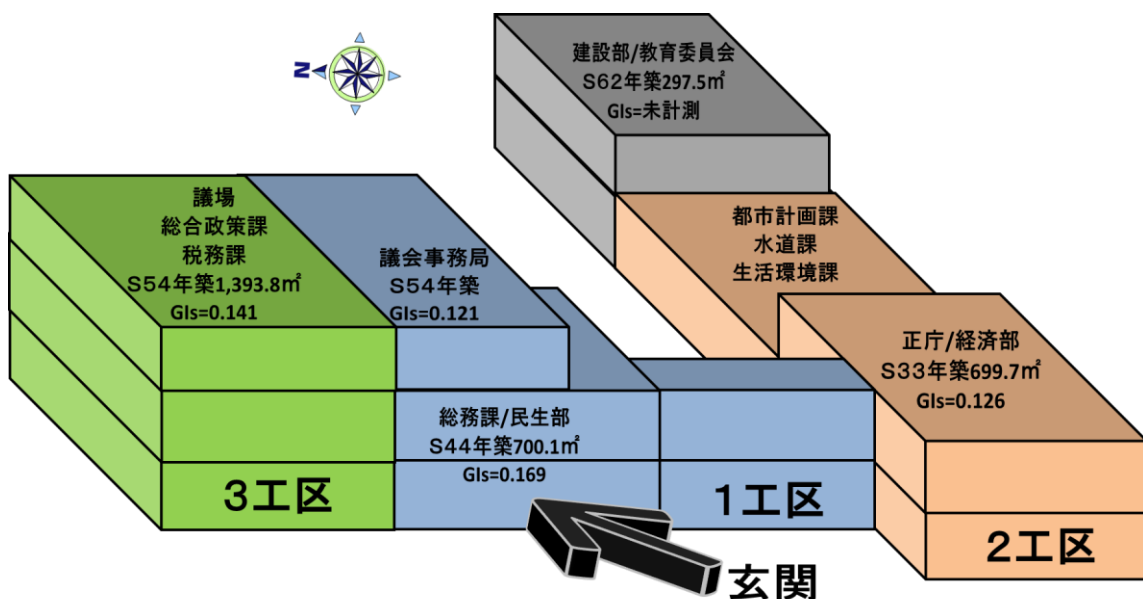 建設部/教育委員会
S62年築297.5㎡
GIs=未計測
N
議場
総合政策課
税務課
S54年築1,393.8㎡
GIs=0.141
議会事務局
S54年築
GIs=0.121
都市計画課
水道課
生活環境課
正庁/経済部
S33年築699.7㎡
GIs=0.126
総務課/民生部
S44年築700.1㎡
GIs=0.169
3工区
1工区
2工区
玄関